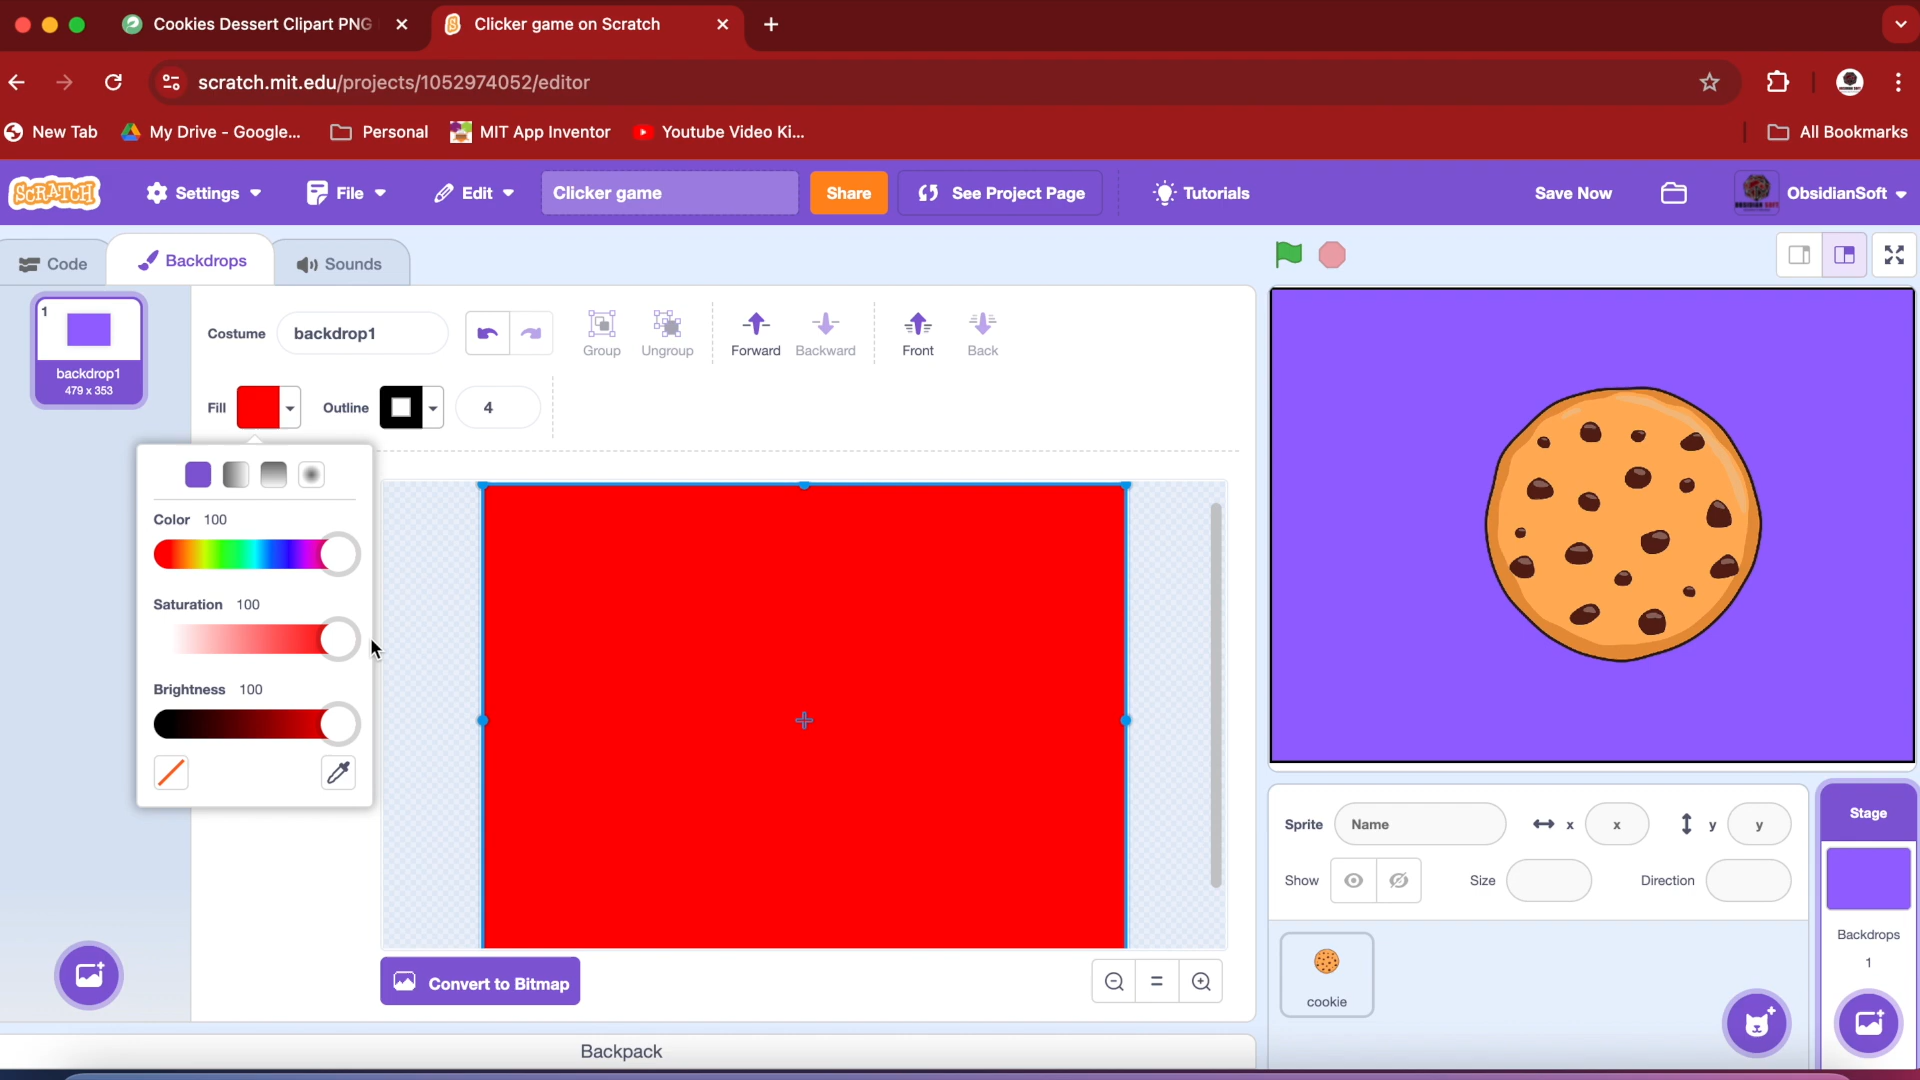 Cookies Dessert Clipart PNG
Clicker game on Scratch
scratch.mit.edu/projects/1052974052/editor
New Tab
My Drive - Google...
Personal
MIT App Inventor
Youtube Video Ki...
All Bookmarks
SCRATCH
Settings
File
Edit
Clicker game
Share
See Project Page
Tutorials
Save Now
ObsidianSoft
Code
Backdrops
Sounds
1
backdrop1
479 x 353
Costume
backdrop1
Group
Ungroup
Forward
Backward
Front
Back
Fill
Outline
4
Color 100
Saturation 100
Brightness 100
Convert to Bitmap
Backpack
Sprite
Name
x
x
y
y
Show
Size
Direction
cookie
Stage
Backdrops
1